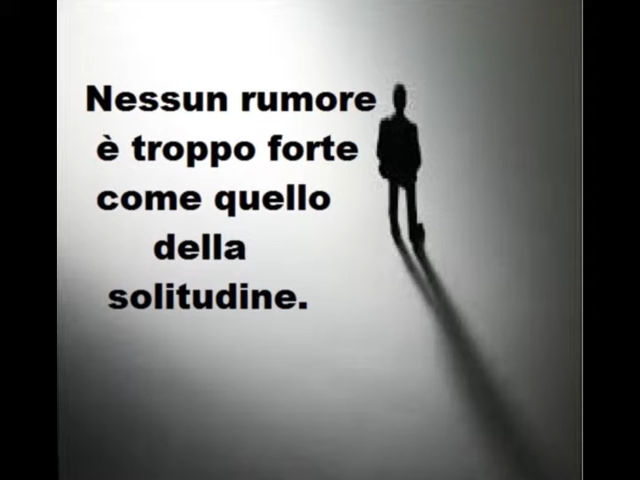 Nessun rumore
è troppo forte
come quello
della
solitudine.